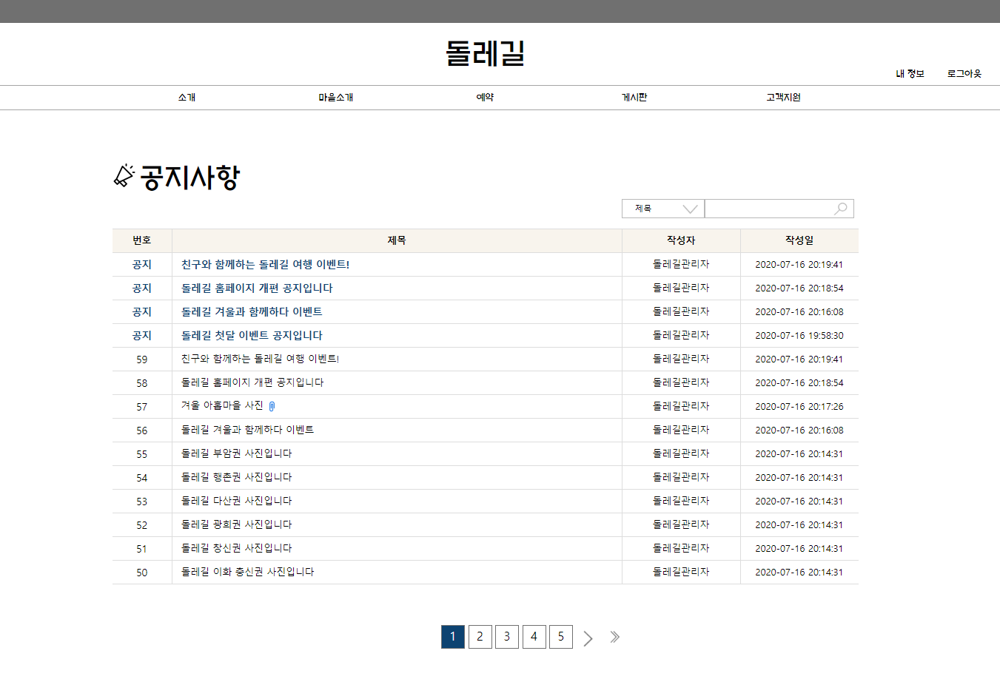 돌레길
내 정보 로그아웃
소개 마을소개 예약 게시판 고객지원
공지사항
제목
번호 제목 작성자 작성일
공지 친구와 함께하는 돌레길 여행 이벤트! 돌레길관리자 2020-07-16 20:19:41
공지 돌레길 홈페이지 개편 공지입니다 돌레길관리자 2020-07-16 20:18:54
공지 돌레길 겨울과 함께하다 이벤트 돌레길관리자 2020-07-16 20:16:08
공지 돌레길 첫달 이벤트 공지입니다 돌레길관리자 2020-07-16 19:58:30
59 친구와 함께하는 돌레길 여행 이벤트! 돌레길관리자 2020-07-16 20:19:41
58 돌레길 홈페이지 개편 공지입니다 돌레길관리자 2020-07-16 20:18:54
57 겨울 아홉마을 사진 돌레길관리자 2020-07-16 20:17:26
56 돌레길 겨울과 함께하다 이벤트 돌레길관리자 2020-07-16 20:16:08
55 돌레길 부암권 사진입니다 돌레길관리자 2020-07-16 20:14:31
54 돌레길 행촌권 사진입니다 돌레길관리자 2020-07-16 20:14:31
53 돌레길 다산권 사진입니다 돌레길관리자 2020-07-16 20:14:31
52 돌레길 광희권 사진입니다 돌레길관리자 2020-07-16 20:14:31
51 돌레길 창신권 사진입니다 돌레길관리자 2020-07-16 20:14:31
50 돌레길 이화 충신권 사진입니다 돌레길관리자 2020-07-16 20:14:31
1 2 3 4 5